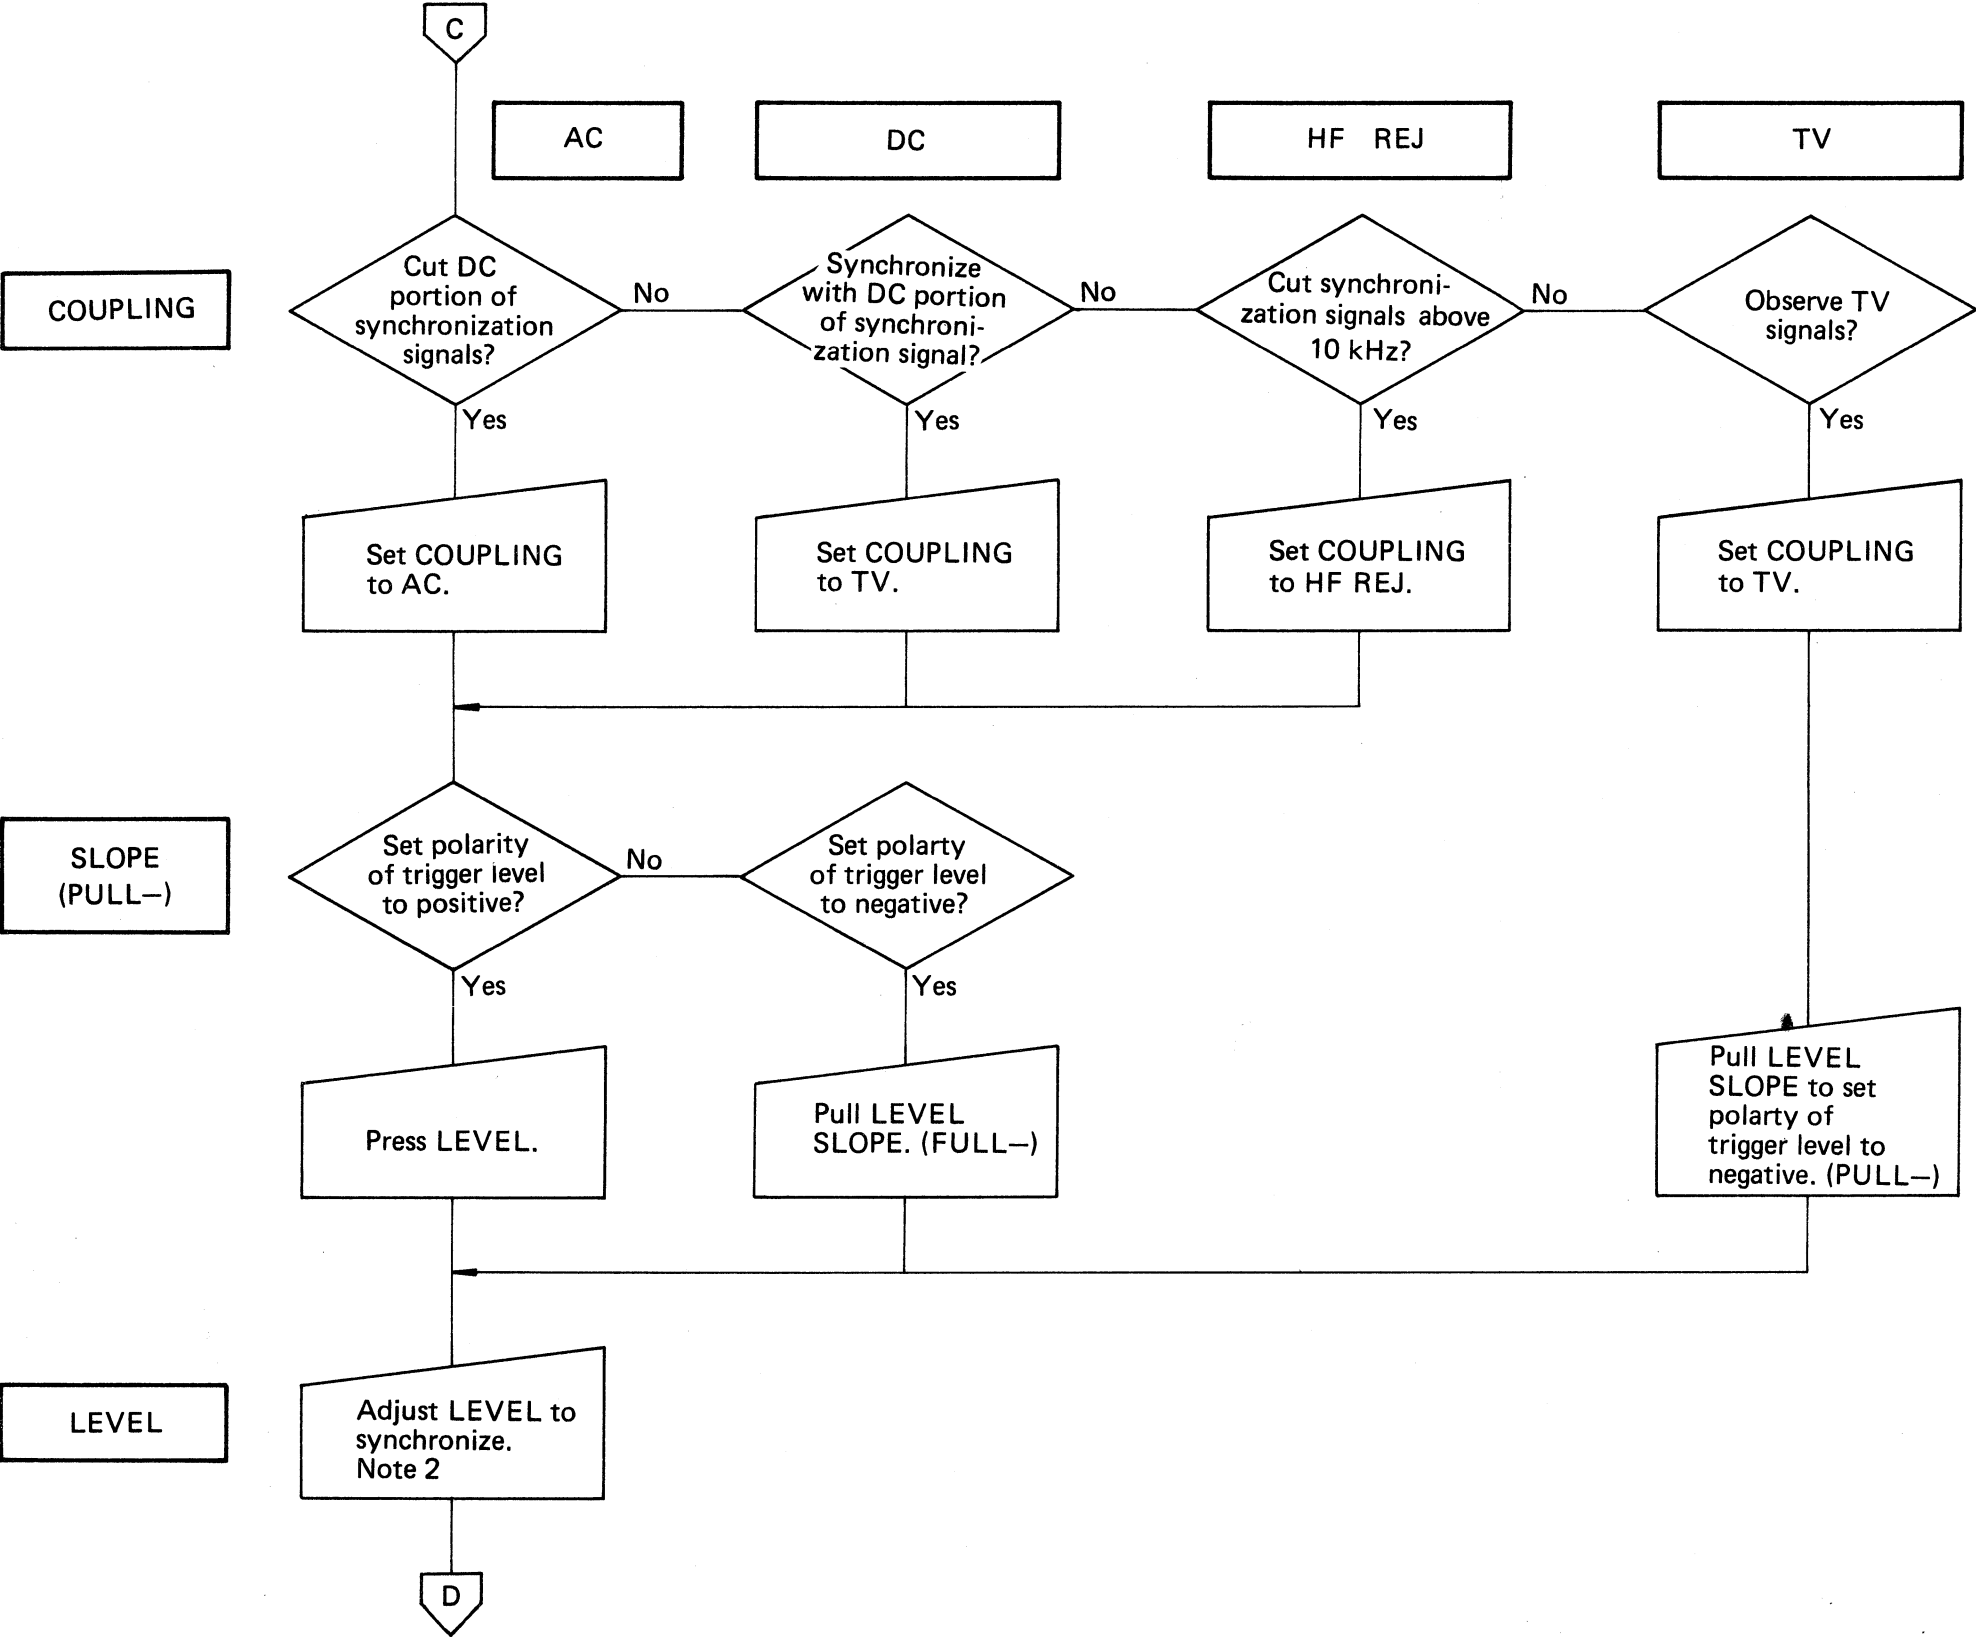 C
AC
DC
HF REJ
TV
COUPLING
Cut DC
portion of
synchronization
signals?
No
Synchronize
with DC portion
of synchroni-
zation signal?
No
Cut synchroni-
zation signals above
10 kHz?
No
Observe TV
signals?
Yes
Yes
Yes
Yes
Set COUPLING
to AC.
Set COUPLING
to TV.
Set COUPLING
to HF REJ.
Set COUPLING
to TV.
SLOPE
(PULL—)
Set polarity
of trigger level
to positive?
No
Set polarty
of trigger level
to negative?
Yes
Yes
Press LEVEL.
Pull LEVEL
SLOPE. (FULL—)
Pull LEVEL
SLOPE to set
polarty of
trigger level to
negative. (PULL—)
LEVEL
Adjust LEVEL to
synchronize.
Note 2
D